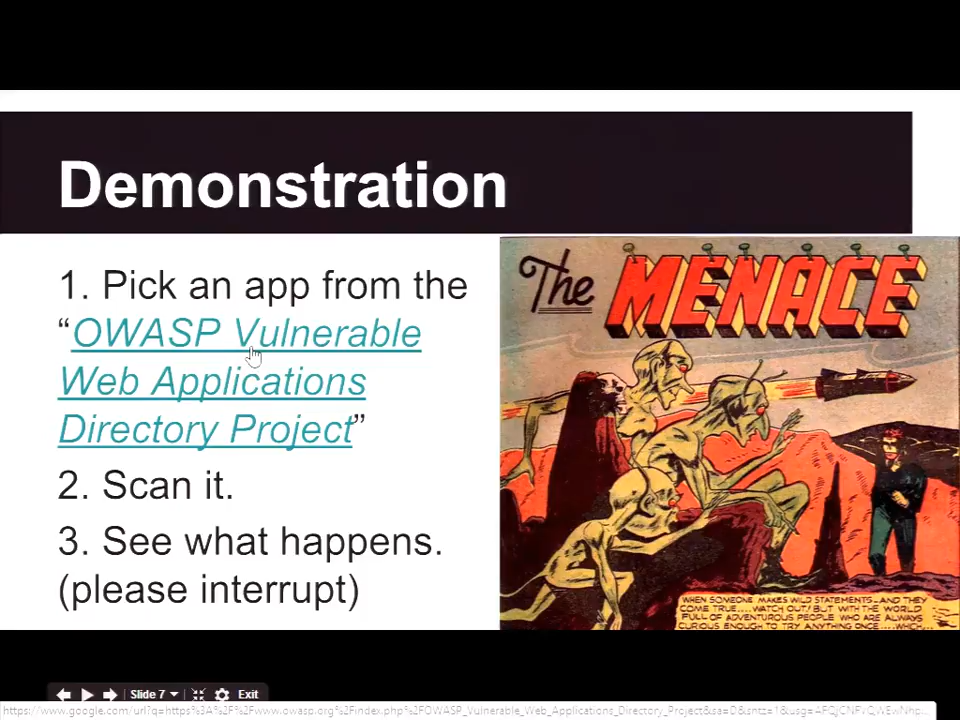 Demonstration
1. Pick an app from the
“OWASP Vulnerable
Web Applications
Directory Project”
2. Scan it.
3. See what happens.
(please interrupt)
The MENACE
WHEN SOMEONE MAKES WILD STATEMENTS...AND THEY
COME TRUE....WATCH OUT! BUT WITH THE WORLD
FULL OF ADVENTUROUS PEOPLE WHO ARE ALWAYS
CURIOUS ENOUGH TO TRY ANYTHING ONCE....WHICH...
Slide 7
Exit